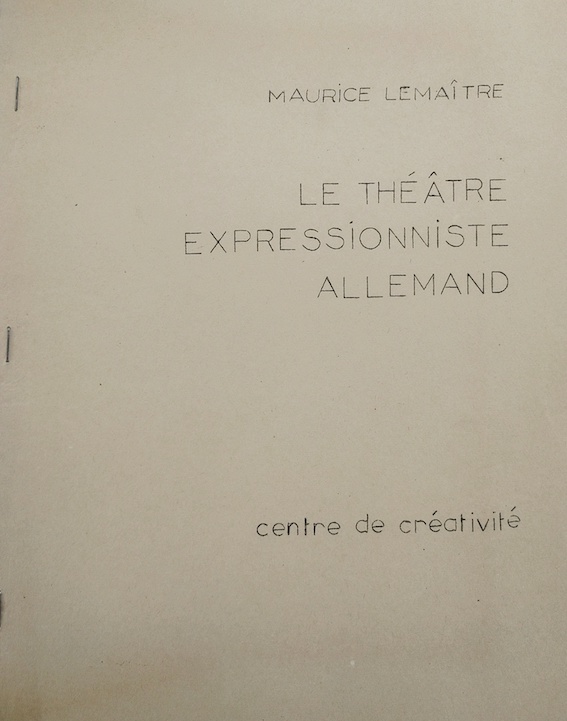 MAURiCE LEMAÎTRE
LE THÉÂTRE
EXPRESSiONNiSTE
ALLEMAND
centre de créativité